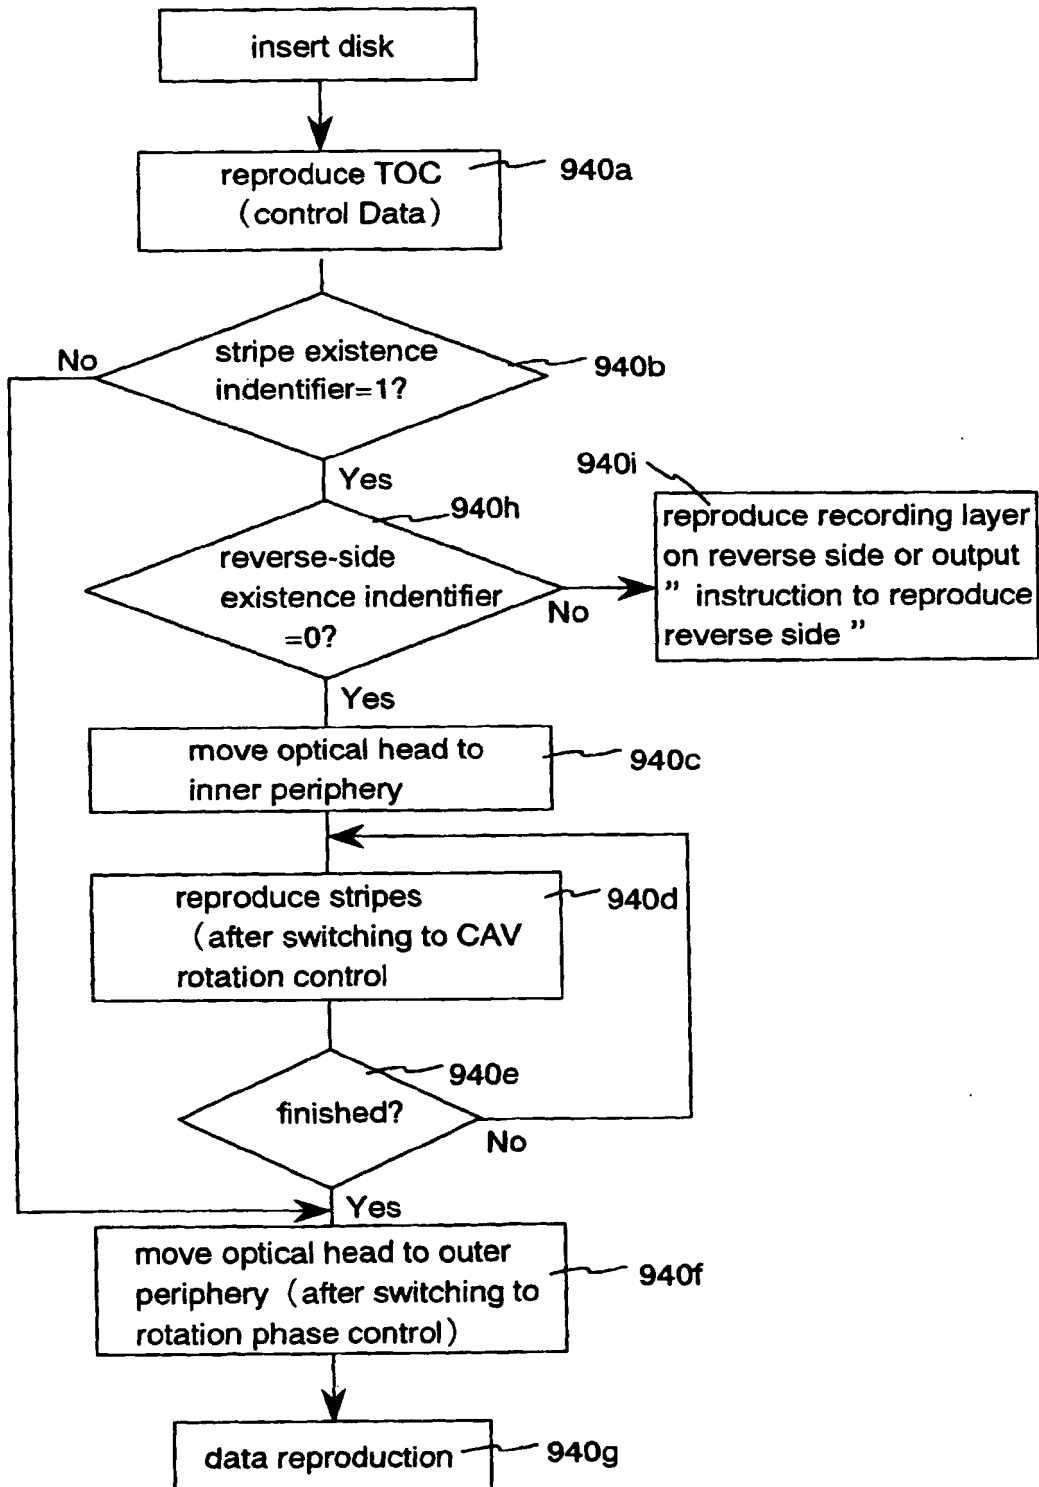 insert disk
reproduce TOC
(control Data)
940a
stripe existence
indentifier=1?
940b
No
Yes
940h
reverse-side
existence indentifier
=0?
No
940i
reproduce recording layer
on reverse side or output
" instruction to reproduce
reverse side "
Yes
move optical head to
inner periphery
940c
reproduce stripes
(after switching to CAV
rotation control
940d
940e
finished?
No
Yes
move optical head to outer
periphery (after switching to
rotation phase control)
940f
data reproduction
940g